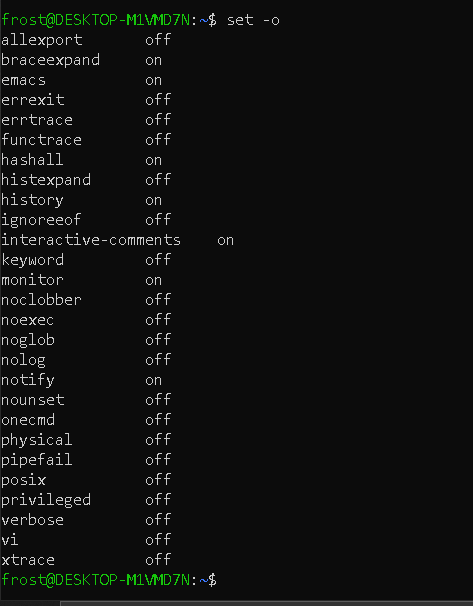 frost@DESKTOP-M1VMD7N:~$ set -o
allexport off
braceexpand on
emacs on
errexit off
errtrace off
functrace off
hashall on
histexpand off
history on
ignoreeof off
interactive-comments on
keyword off
monitor on
noclobber off
noexec off
noglob off
nolog off
notify on
nounset off
onecmd off
physical off
pipefail off
posix off
privileged off
verbose off
vi off
xtrace off
frost@DESKTOP-M1VMD7N:~$